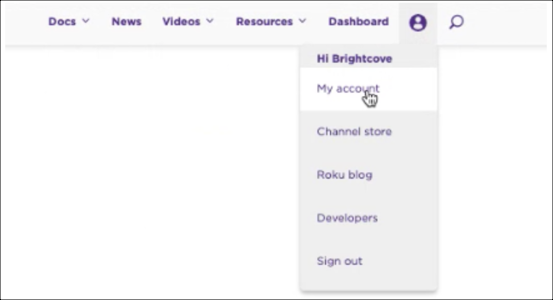 Docs News Videos Resources Dashboard
Hi Brightcove
My account
Channel store
Roku blog
Developers
Sign out